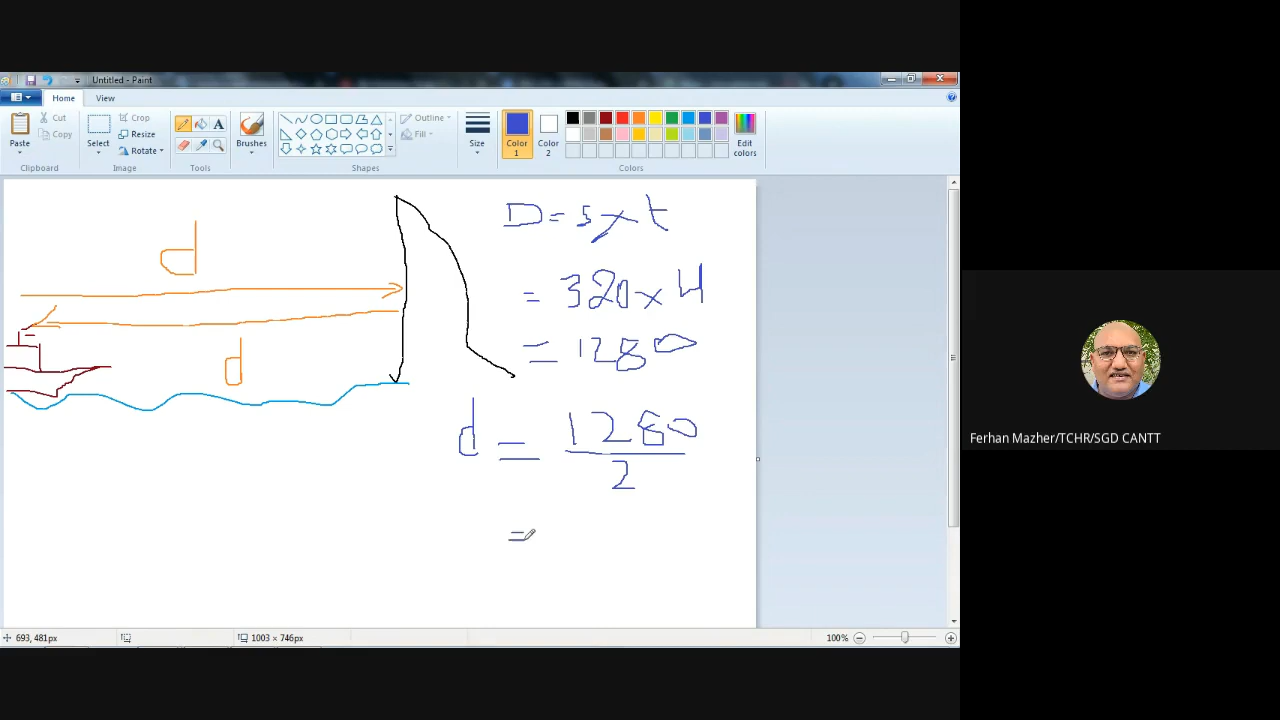 Untitled - Paint
Home View
Paste
Cut
Copy
Clipboard
Select
Crop
Resize
Rotate
Image
Tools
Brushes
Outline
Fill
Shapes
Size
Color 1
Color 2
Edit colors
Colors
d
d
D = s x t
= 320 x 4
= 1280
d = 1280
2
=
693, 481px
1003 × 746px
100%
Ferhan Mazher/TCHR/SGD CANTT